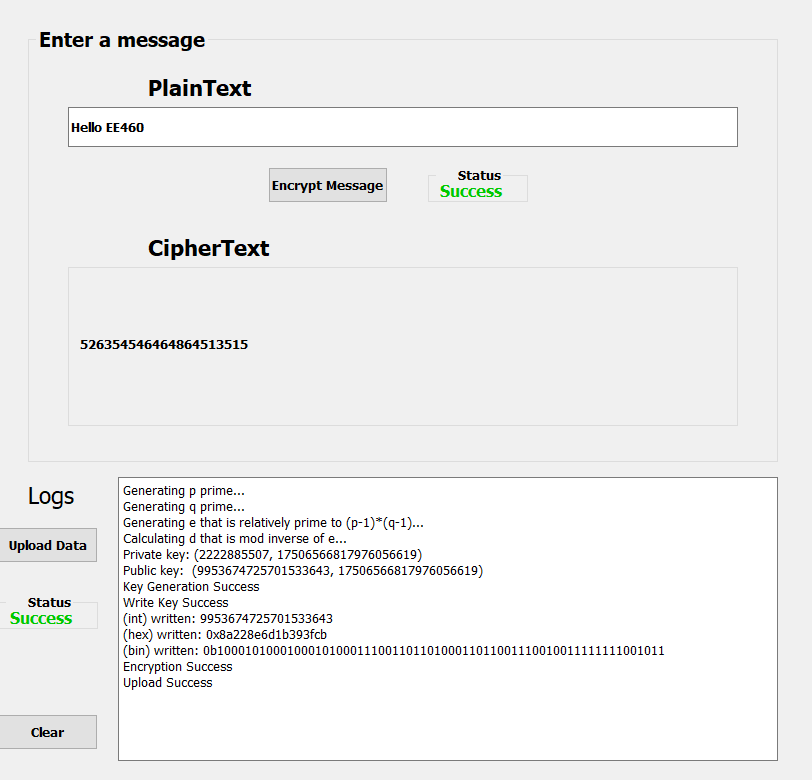 Enter a message
PlainText
Hello EE460
Encrypt Message
Status
Success
CipherText
526354546464864513515
Logs
Generating p prime...
Generating q prime...
Generating e that is relatively prime to (p-1)*(q-1)...
Upload Data
Calculating d that is mod inverse of e...
Private key: (2222885507, 17506566817976056619)
Public key:  (9953674725701533643, 17506566817976056619)
Key Generation Success
Status
Write Key Success
Success
(int) written: 9953674725701533643
(hex) written: 0x8a228e6d1b393fcb
(bin) written: 0b1000101000100010100011100110110100011011001110010011111111001011
Encryption Success
Upload Success
Clear